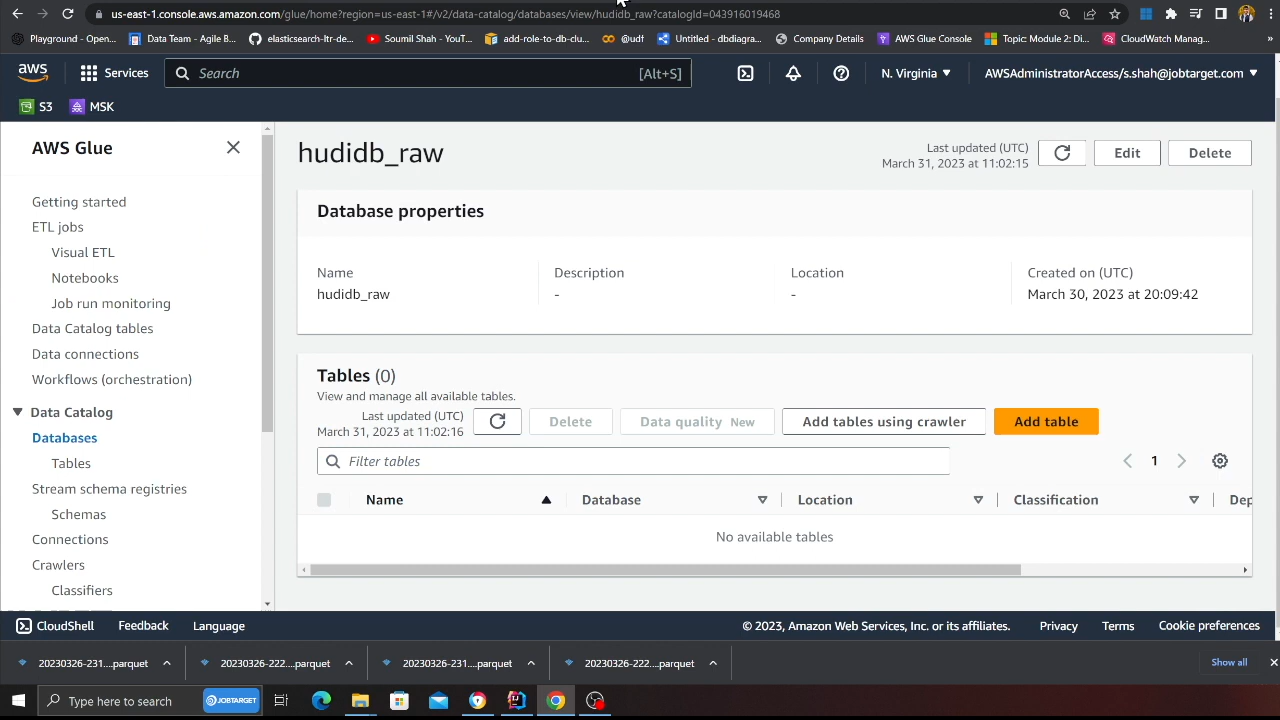 us-east-1.console.aws.amazon.com/glue/home?region=us-east-1#/v2/data-catalog/databases/view/hudidb_raw?catalogId=043916019468
Playground - Open...
Data Team - Agile B...
elasticsearch-ltr-de...
Soumil Shah - YouT...
add-role-to-db-clu...
@udf
Untitled - dbdiagra...
Company Details
AWS Glue Console
Topic: Module 2: Di...
CloudWatch Manag...
»
aws
Services
Search
[Alt+S]
N. Virginia
AWSAdministratorAccess/s.shah@jobtarget.com
S3
MSK
AWS Glue
Getting started
ETL jobs
Visual ETL
Notebooks
Job run monitoring
Data Catalog tables
Data connections
Workflows (orchestration)
Data Catalog
Databases
Tables
Stream schema registries
Schemas
Connections
Crawlers
Classifiers
hudidb_raw
Last updated (UTC)
March 31, 2023 at 11:02:15
Edit
Delete
Database properties
Name
hudidb_raw
Description
-
Location
-
Created on (UTC)
March 30, 2023 at 20:09:42
Tables (0)
View and manage all available tables.
Last updated (UTC)
March 31, 2023 at 11:02:16
Delete
Data quality New
Add tables using crawler
Add table
Filter tables
1
Name
Database
Location
Classification
Dep
No available tables
CloudShell
Feedback
Language
© 2023, Amazon Web Services, Inc. or its affiliates.
Privacy
Terms
Cookie preferences
20230326-231....parquet
20230326-222....parquet
20230326-231....parquet
20230326-222....parquet
Show all
Type here to search
JOBTARGET